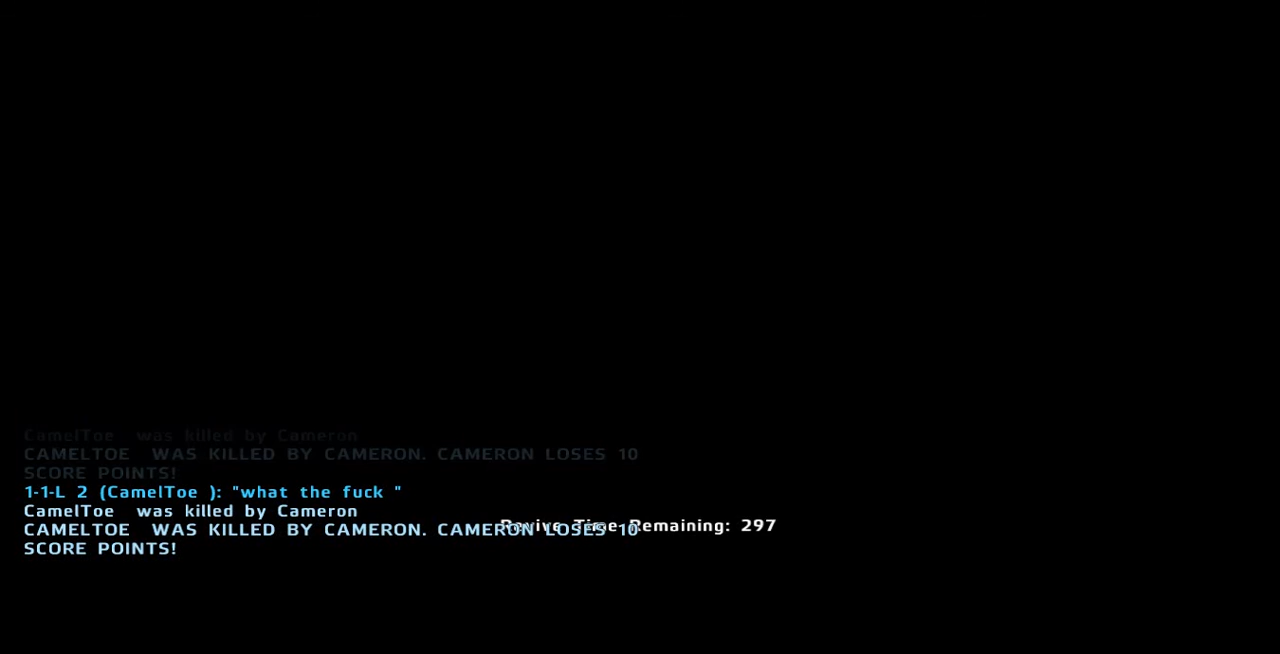 CamelToe  was killed by Cameron
CAMELTOE  WAS KILLED BY CAMERON. CAMERON LOSES 10
SCORE POINTS!
1-1-L 2 (CamelToe ): "what the fuck "
CamelToe  was killed by Cameron
Revive Time Remaining: 297
CAMELTOE  WAS KILLED BY CAMERON. CAMERON LOSES 10
SCORE POINTS!